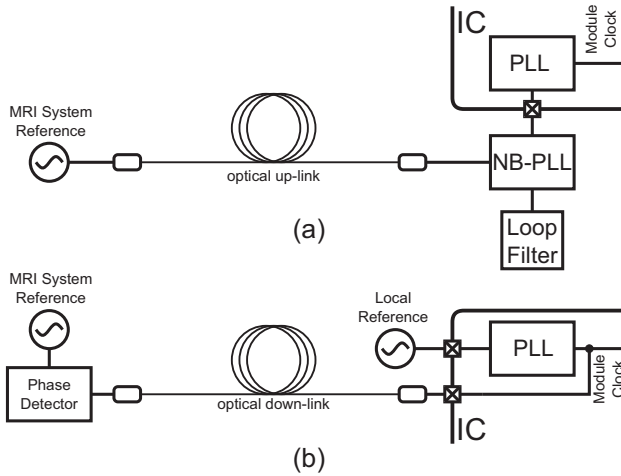 IC
Module
Clock
PLL
MRI System
Reference
optical up-link
NB-PLL
(a)
Loop
Filter
MRI System
Reference
Local
Reference
PLL
Phase
Detector
optical down-link
Module
Clock
IC
(b)